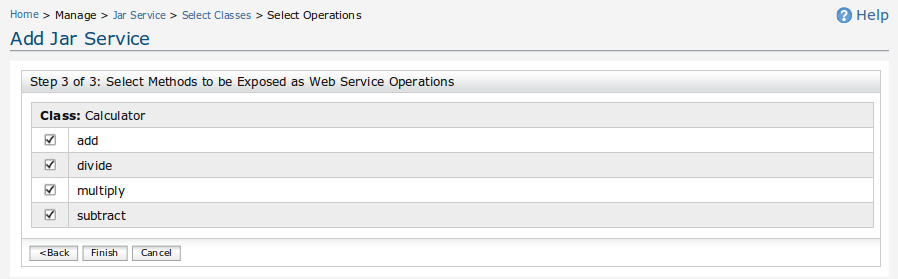 Home > Manage > Jar Service > Select Classes > Select Operations
Help
Add Jar Service
Step 3 of 3: Select Methods to be Exposed as Web Service Operations
Class: Calculator
add
divide
multiply
subtract
<Back Finish Cancel